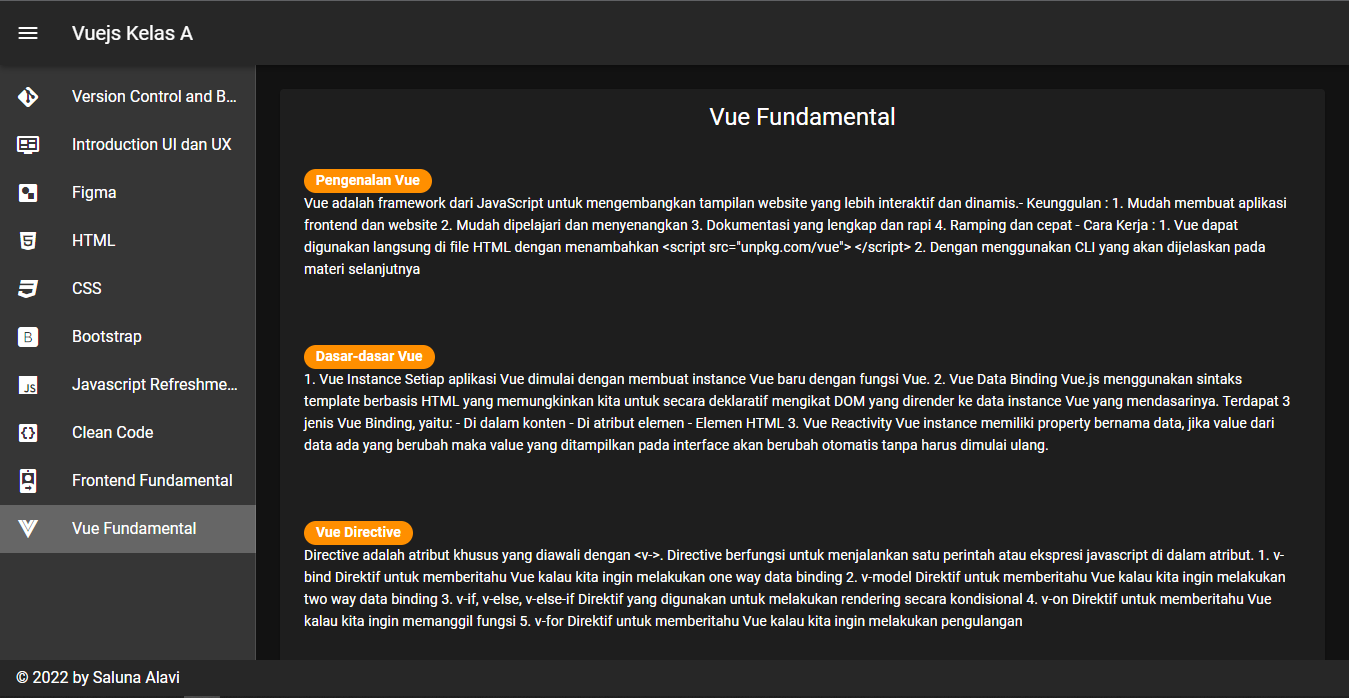 Vuejs Kelas A
Version Control and B...
Introduction UI dan UX
Figma
HTML
CSS
Bootstrap
Javascript Refreshme...
Clean Code
Frontend Fundamental
Vue Fundamental
Vue Fundamental
Pengenalan Vue
Vue adalah framework dari JavaScript untuk mengembangkan tampilan website yang lebih interaktif dan dinamis.- Keunggulan : 1. Mudah membuat aplikasi
frontend dan website 2. Mudah dipelajari dan menyenangkan 3. Dokumentasi yang lengkap dan rapi 4. Ramping dan cepat - Cara Kerja : 1. Vue dapat
digunakan langsung di file HTML dengan menambahkan <script src="unpkg.com/vue"> </script> 2. Dengan menggunakan CLI yang akan dijelaskan pada
materi selanjutnya
Dasar-dasar Vue
1. Vue Instance Setiap aplikasi Vue dimulai dengan membuat instance Vue baru dengan fungsi Vue. 2. Vue Data Binding Vue.js menggunakan sintaks
template berbasis HTML yang memungkinkan kita untuk secara deklaratif mengikat DOM yang dirender ke data instance Vue yang mendasarinya. Terdapat 3
jenis Vue Binding, yaitu: - Di dalam konten - Di atribut elemen - Elemen HTML 3. Vue Reactivity Vue instance memiliki property bernama data, jika value dari
data ada yang berubah maka value yang ditampilkan pada interface akan berubah otomatis tanpa harus dimulai ulang.
Vue Directive
Directive adalah atribut khusus yang diawali dengan <v->. Directive berfungsi untuk menjalankan satu perintah atau ekspresi javascript di dalam atribut. 1. v-
bind Direktif untuk memberitahu Vue kalau kita ingin melakukan one way data binding 2. v-model Direktif untuk memberitahu Vue kalau kita ingin melakukan
two way data binding 3. v-if, v-else, v-else-if Direktif yang digunakan untuk melakukan rendering secara kondisional 4. v-on Direktif untuk memberitahu Vue
kalau kita ingin memanggil fungsi 5. v-for Direktif untuk memberitahu Vue kalau kita ingin melakukan pengulangan
© 2022 by Saluna Alavi